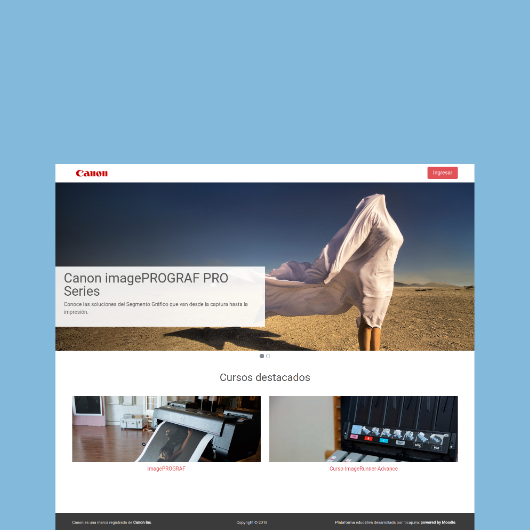 Canon
Ingresar
Canon imagePROGRAF PRO
Series
Conoce las soluciones del Segmento Gráfico que van desde la captura hasta la
impresión.
Cursos destacados
imagePROGRAF
Curso ImageRunner Advance
Canon es una marca registrada de Canon Inc.
Copyright © 2016
Plataforma educativa desarrollada por powered by Moodle.